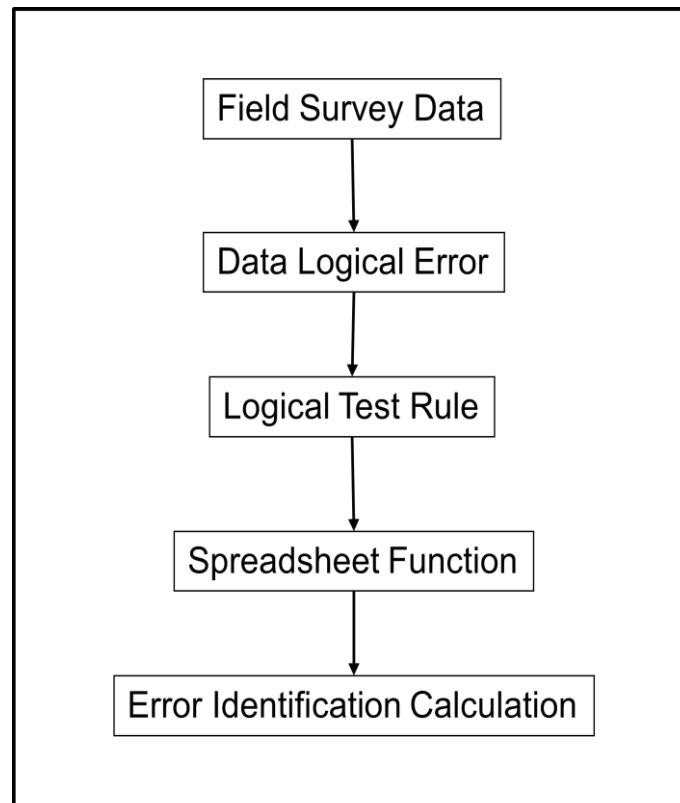 Field Survey Data
Data Logical Error
Logical Test Rule
Spreadsheet Function
Error Identification Calculation